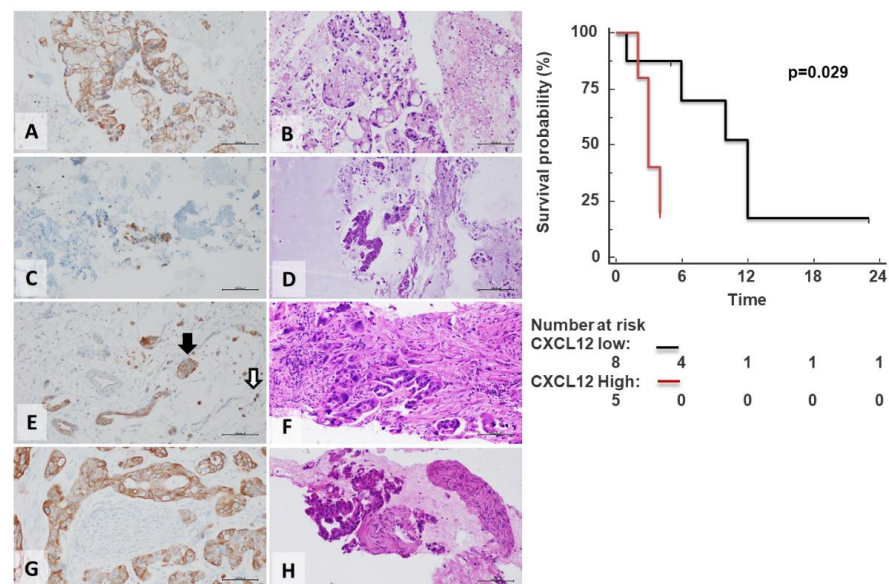 A
B
C
D
E
F
G
H
Survival probability (%)
100
75
50
25
0
p=0.029
0 6 12 18 24
Time
Number at risk
CXCL12 low:
8 4 1 1 1
CXCL12 High:
5 0 0 0 0